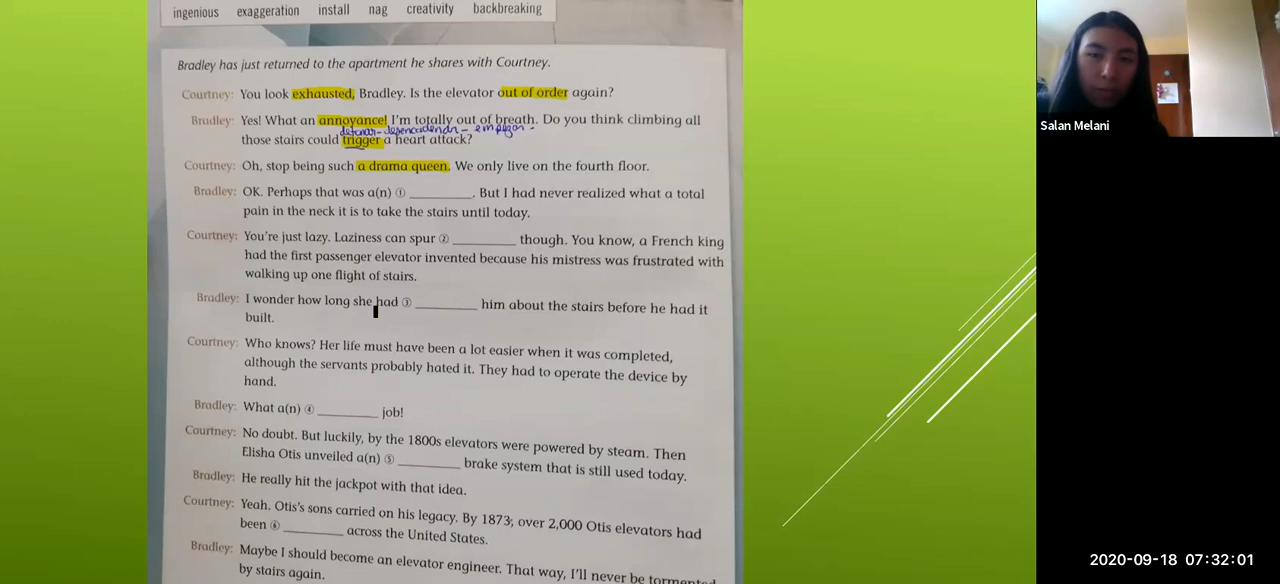 ingenious exaggeration install nag creativity backbreaking
Bradley has just returned to the apartment he shares with Courtney.
Courtney: You look exhausted, Bradley. Is the elevator out of order again?
Bradley: Yes! What an annoyance! I'm totally out of breath. Do you think climbing all
detonar - desencadenar - empezar -
those stairs could trigger a heart attack?
Courtney: Oh, stop being such a drama queen. We only live on the fourth floor.
Bradley: OK. Perhaps that was a(n) ① ________. But I had never realized what a total
pain in the neck it is to take the stairs until today.
Courtney: You're just lazy. Laziness can spur ② ________ though. You know, a French king
had the first passenger elevator invented because his mistress was frustrated with
walking up one flight of stairs.
Bradley: I wonder how long she had ③ ________ him about the stairs before he had it
built.
Courtney: Who knows? Her life must have been a lot easier when it was completed,
although the servants probably hated it. They had to operate the device by
hand.
Bradley: What a(n) ④ ________ job!
Courtney: No doubt. But luckily, by the 1800s elevators were powered by steam. Then
Elisha Otis unveiled a(n) ⑤ ________ brake system that is still used today.
Bradley: He really hit the jackpot with that idea.
Courtney: Yeah. Otis's sons carried on his legacy. By 1873, over 2,000 Otis elevators had
been ⑥ ________ across the United States.
Bradley: Maybe I should become an elevator engineer. That way, I'll never be tormented
by stairs again.
Salan Melani
2020-09-18 07:32:01